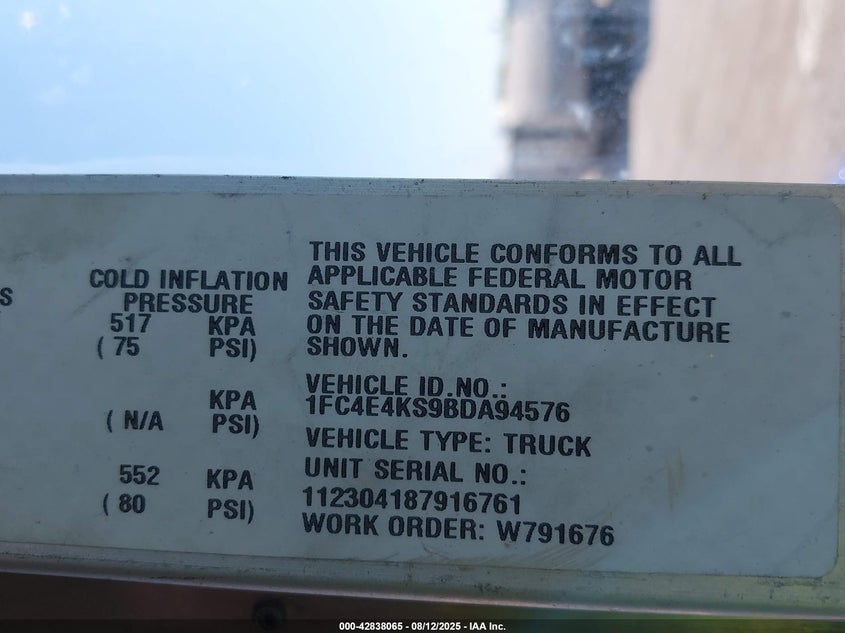 S
COLD INFLATION
PRESSURE
517 KPA
( 75 PSI)
KPA
( N/A PSI)
552 KPA
( 80 PSI)
THIS VEHICLE CONFORMS TO ALL
APPLICABLE FEDERAL MOTOR
SAFETY STANDARDS IN EFFECT
ON THE DATE OF MANUFACTURE
SHOWN.
VEHICLE ID.NO.:
1FC4E4KS9BDA94576
VEHICLE TYPE: TRUCK
UNIT SERIAL NO.:
112304187916761
WORK ORDER: W791676
000-42838065 - 08/12/2025 - IAA Inc.